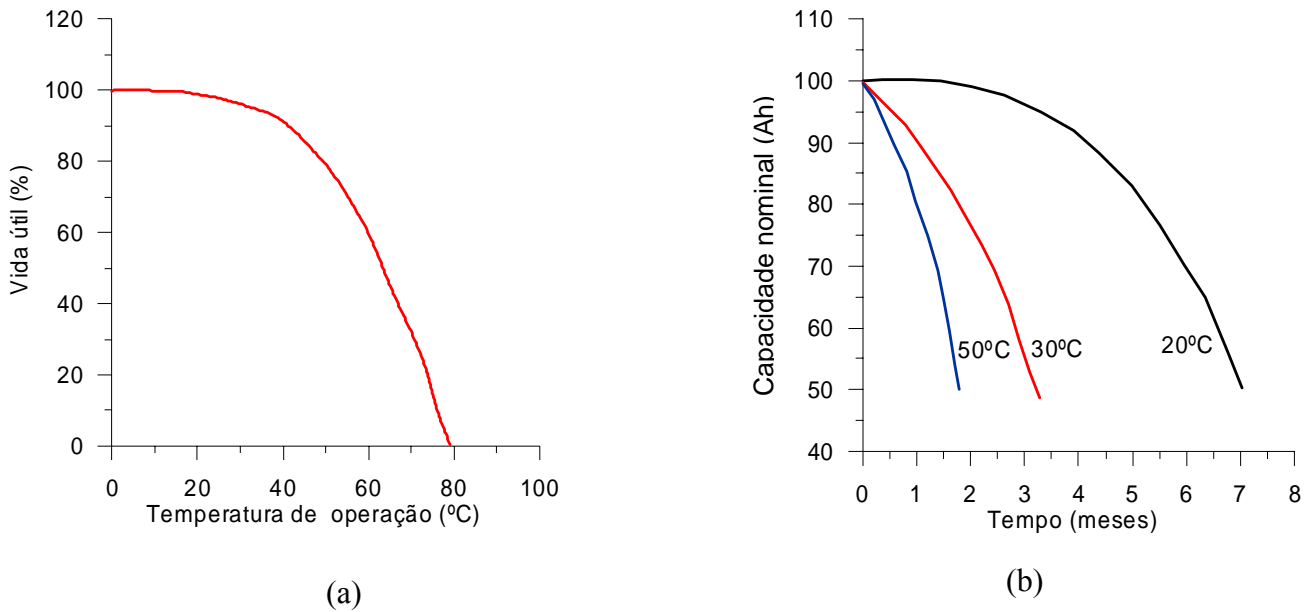 120
100
80
60
40
20
0
Vida útil (%)
0 20 40 60 80 100
Temperatura de operação (ºC)
(a)
110
100
90
80
70
60
50
40
Capacidade nominal (Ah)
50ºC 30ºC 20ºC
0 1 2 3 4 5 6 7 8
Tempo (meses)
(b)